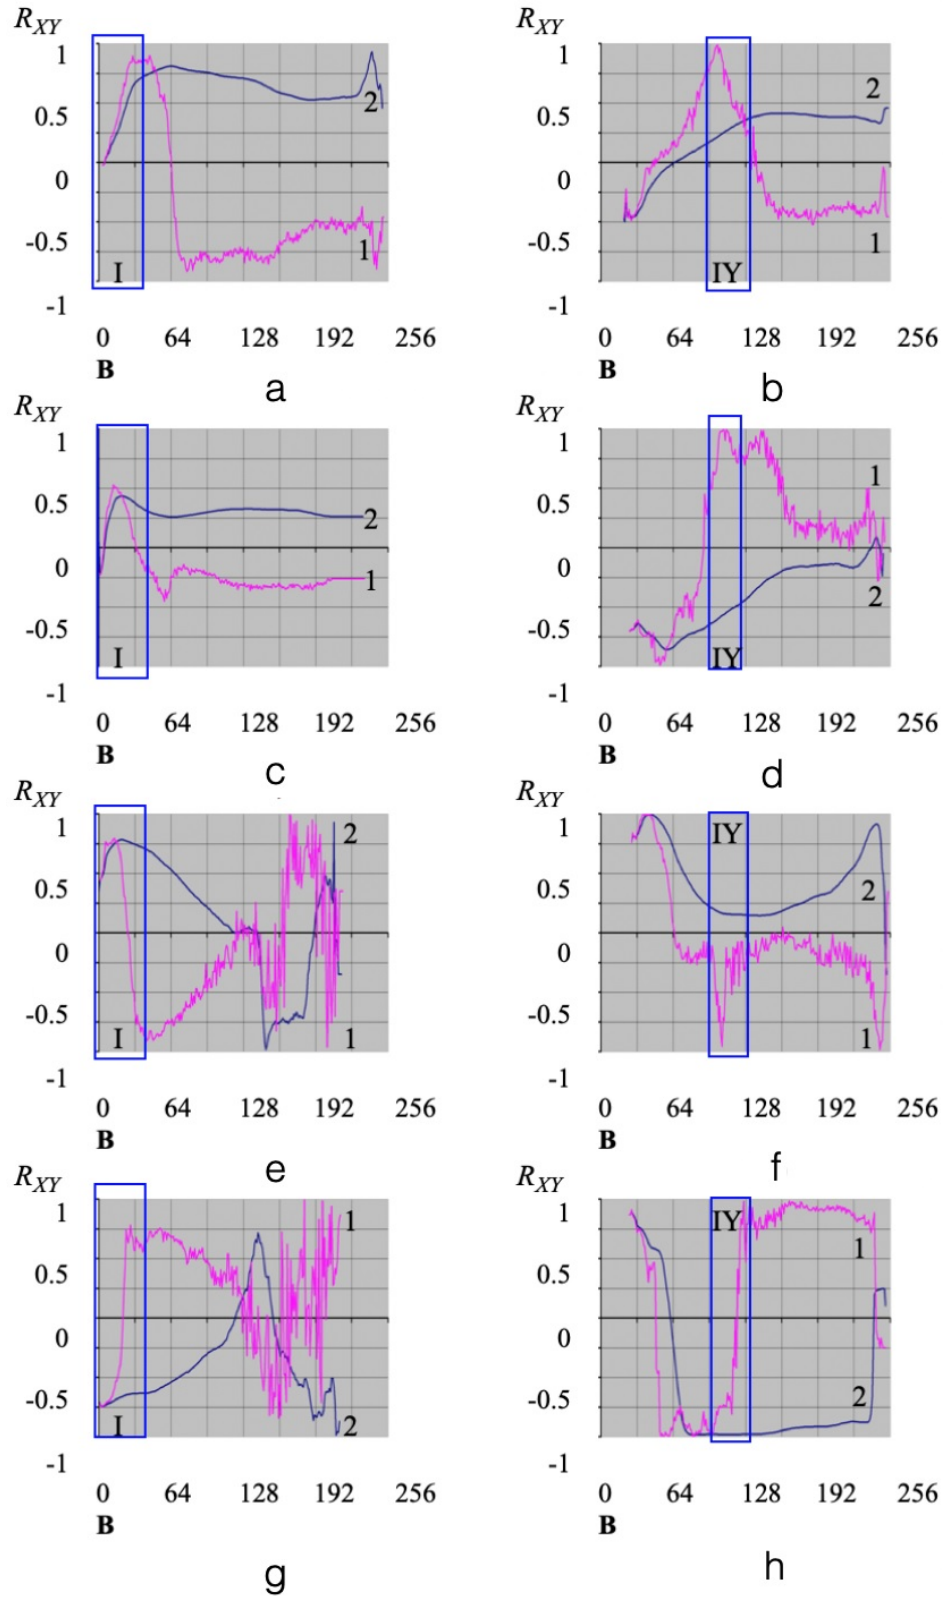 R_XY R_XY
1 1
0.5 2 0.5 2
0 0
-0.5 1 -0.5 1
I IY
-1 -1
0 64 128 192 256 0 64 128 192 256
B B
a b
R_XY R_XY
1 1
0.5 2 0.5 1
0 1 0 2
-0.5 -0.5
I IY
-1 -1
0 64 128 192 256 0 64 128 192 256
B B
c d
R_XY R_XY
1 2 1 IY
0.5 0.5 2
0 0
-0.5 -0.5
I 1 1
-1 -1
0 64 128 192 256 0 64 128 192 256
B B
e f
R_XY R_XY
1 1 1 IY
0.5 0.5 1
0 0
-0.5 -0.5 2
I 2
-1 -1
0 64 128 192 256 0 64 128 192 256
B B
g h